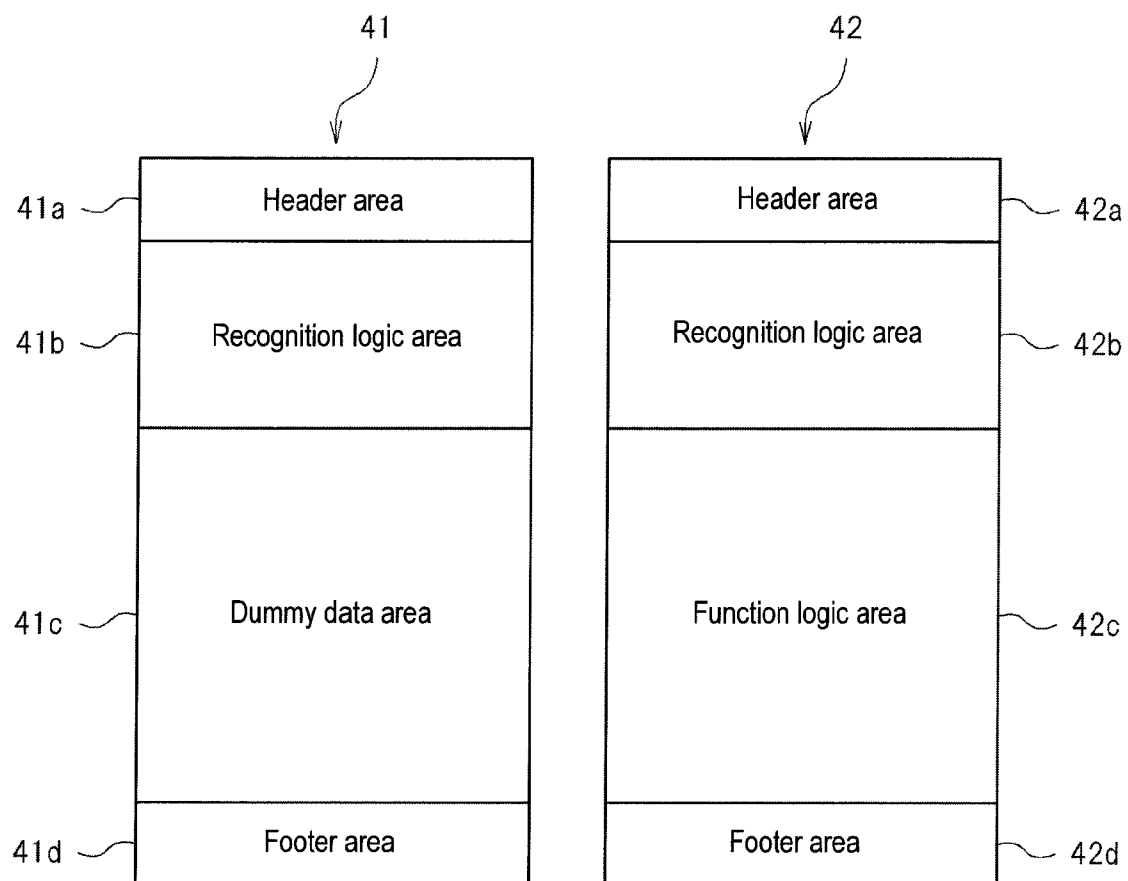 41
42
41a
Header area
Header area
42a
41b
Recognition logic area
Recognition logic area
42b
41c
Dummy data area
Function logic area
42c
41d
Footer area
Footer area
42d